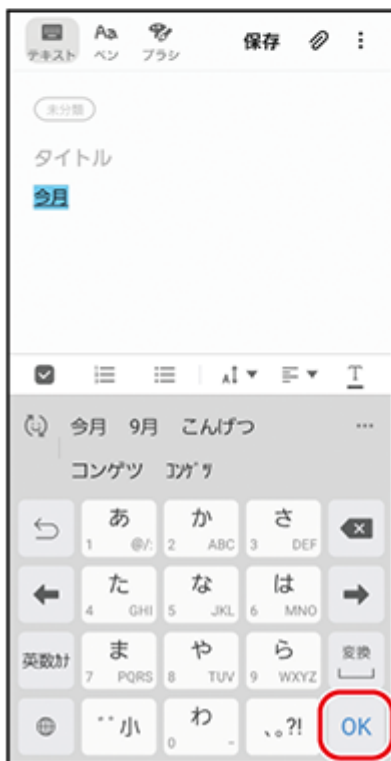 テキスト Aa ペン ブラシ 保存
未分類
タイトル
今月
T
今月 9月 こんげつ
コンゲツ ｺﾝｹﾞﾂ
あ 1 @/: か 2 ABC さ 3 DEF
た 4 GHI な 5 JKL は 6 MNO
英数ｶﾅ ま 7 PQRS や 8 TUV ら 9 WXYZ 変換
小 わ 0 - 、。?! OK